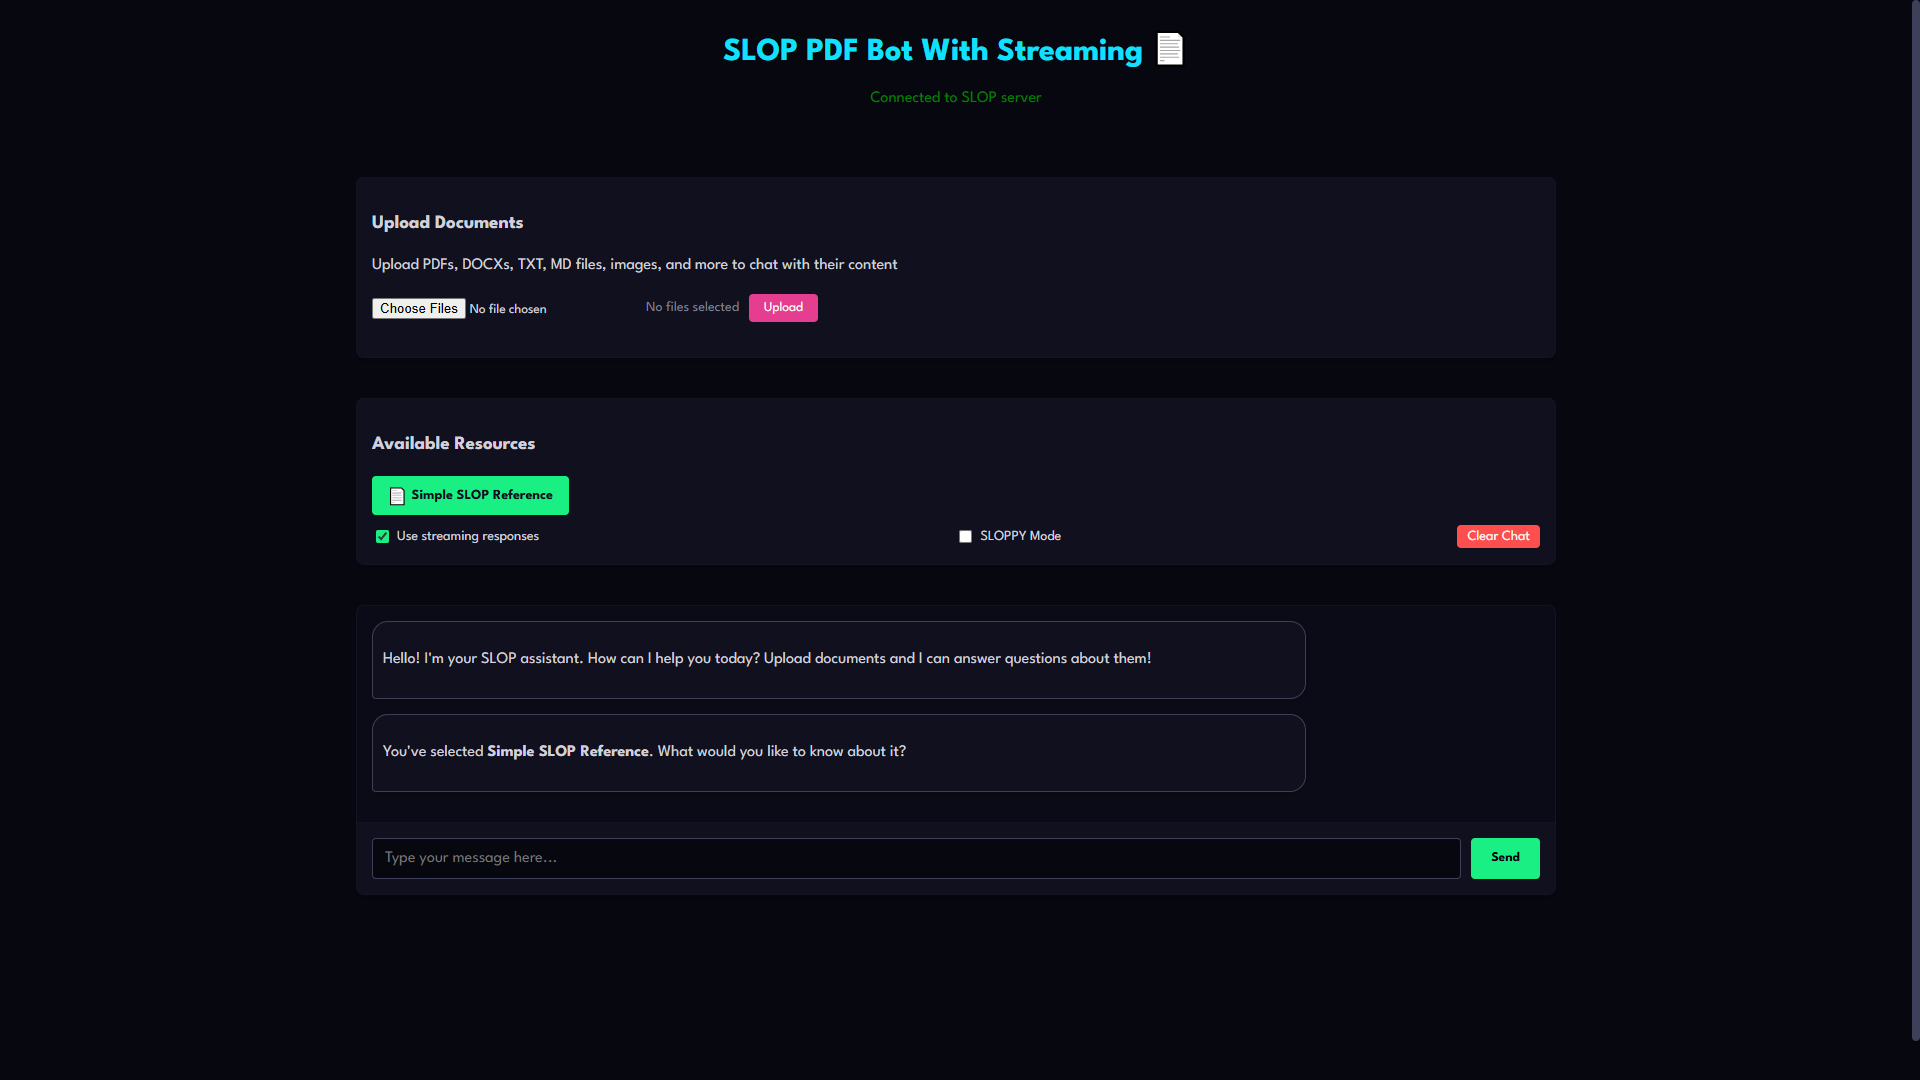 SLOP PDF Bot With Streaming
Connected to SLOP server
Upload Documents
Upload PDFs, DOCXs, TXT, MD files, images, and more to chat with their content
Choose Files No file chosen No files selected Upload
Available Resources
Simple SLOP Reference
Use streaming responses SLOPPY Mode Clear Chat
Hello! I'm your SLOP assistant. How can I help you today? Upload documents and I can answer questions about them!
You've selected Simple SLOP Reference. What would you like to know about it?
Type your message here... Send